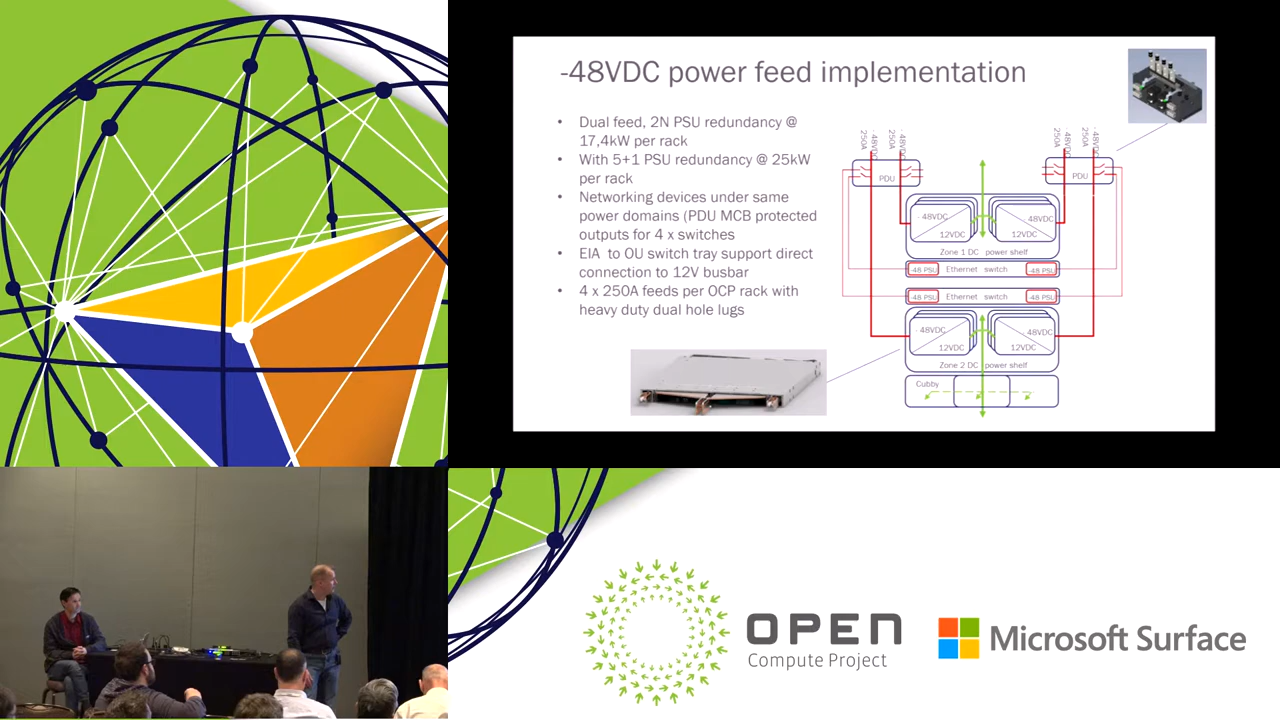 -48VDC power feed implementation
• Dual feed, 2N PSU redundancy @
17,4kW per rack
• With 5+1 PSU redundancy @ 25kW
per rack
• Networking devices under same
power domains (PDU MCB protected
outputs for 4 x switches
• EIA to OU switch tray support direct
connection to 12V busbar
• 4 x 250A feeds per OCP rack with
heavy duty dual hole lugs
-48VDC
250A
-48VDC
250A
-48VDC
250A
-48VDC
250A
PDU
PDU
- 48VDC
12VDC
- 48VDC
12VDC
Zone 1 DC power shelf
-48 PSU
Ethernet switch
-48 PSU
-48 PSU
Ethernet switch
-48 PSU
- 48VDC
12VDC
- 48VDC
12VDC
Zone 2 DC power shelf
Cubby
OPEN
Compute Project
Microsoft Surface